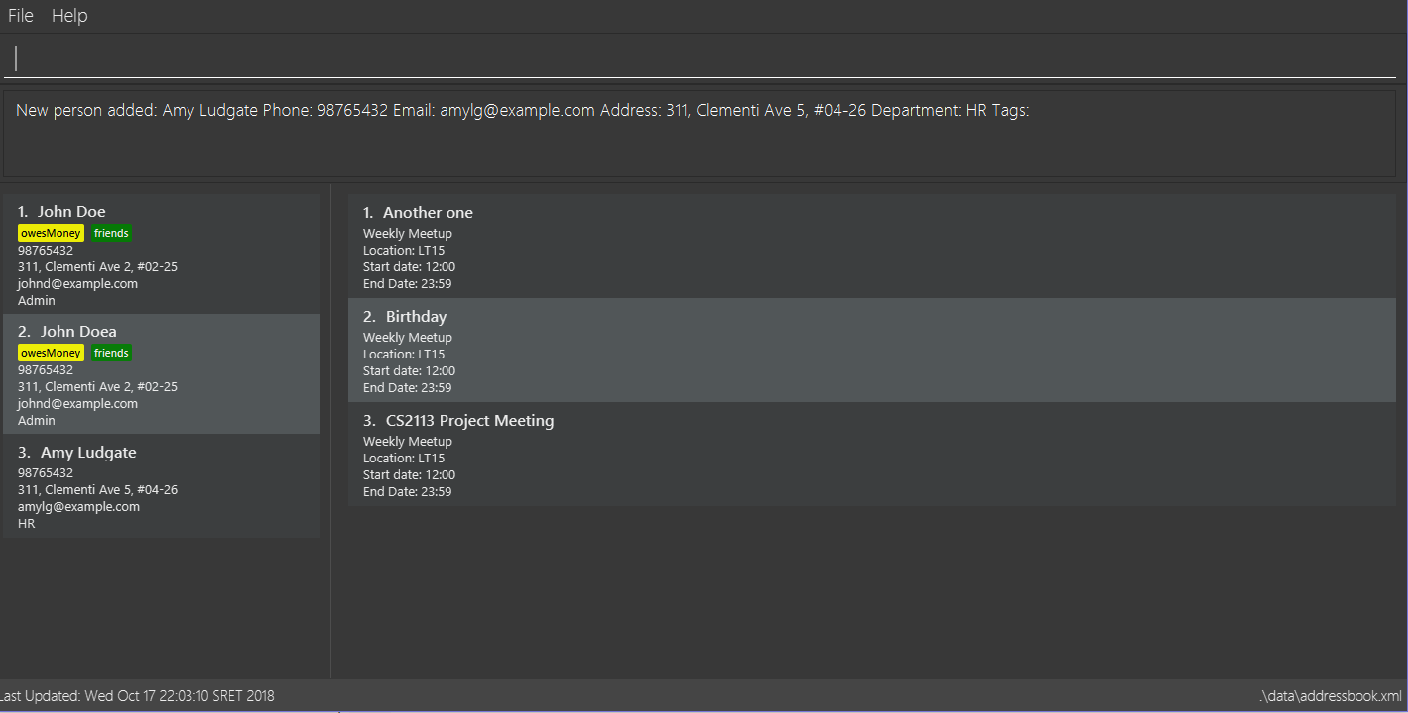 File Help
New person added: Amy Ludgate Phone: 98765432 Email: amylg@example.com Address: 311, Clementi Ave 5, #04-26 Department: HR Tags:
1. John Doe
owesMoney friends
98765432
311, Clementi Ave 2, #02-25
johnd@example.com
Admin
2. John Doea
owesMoney friends
98765432
311, Clementi Ave 2, #02-25
johnd@example.com
Admin
3. Amy Ludgate
98765432
311, Clementi Ave 5, #04-26
amylg@example.com
HR
1. Another one
Weekly Meetup
Location: LT15
Start date: 12:00
End Date: 23:59
2. Birthday
Weekly Meetup
Location: LT15
Start date: 12:00
End Date: 23:59
3. CS2113 Project Meeting
Weekly Meetup
Location: LT15
Start date: 12:00
End Date: 23:59
Last Updated: Wed Oct 17 22:03:10 SRET 2018
.\data\addressbook.xml